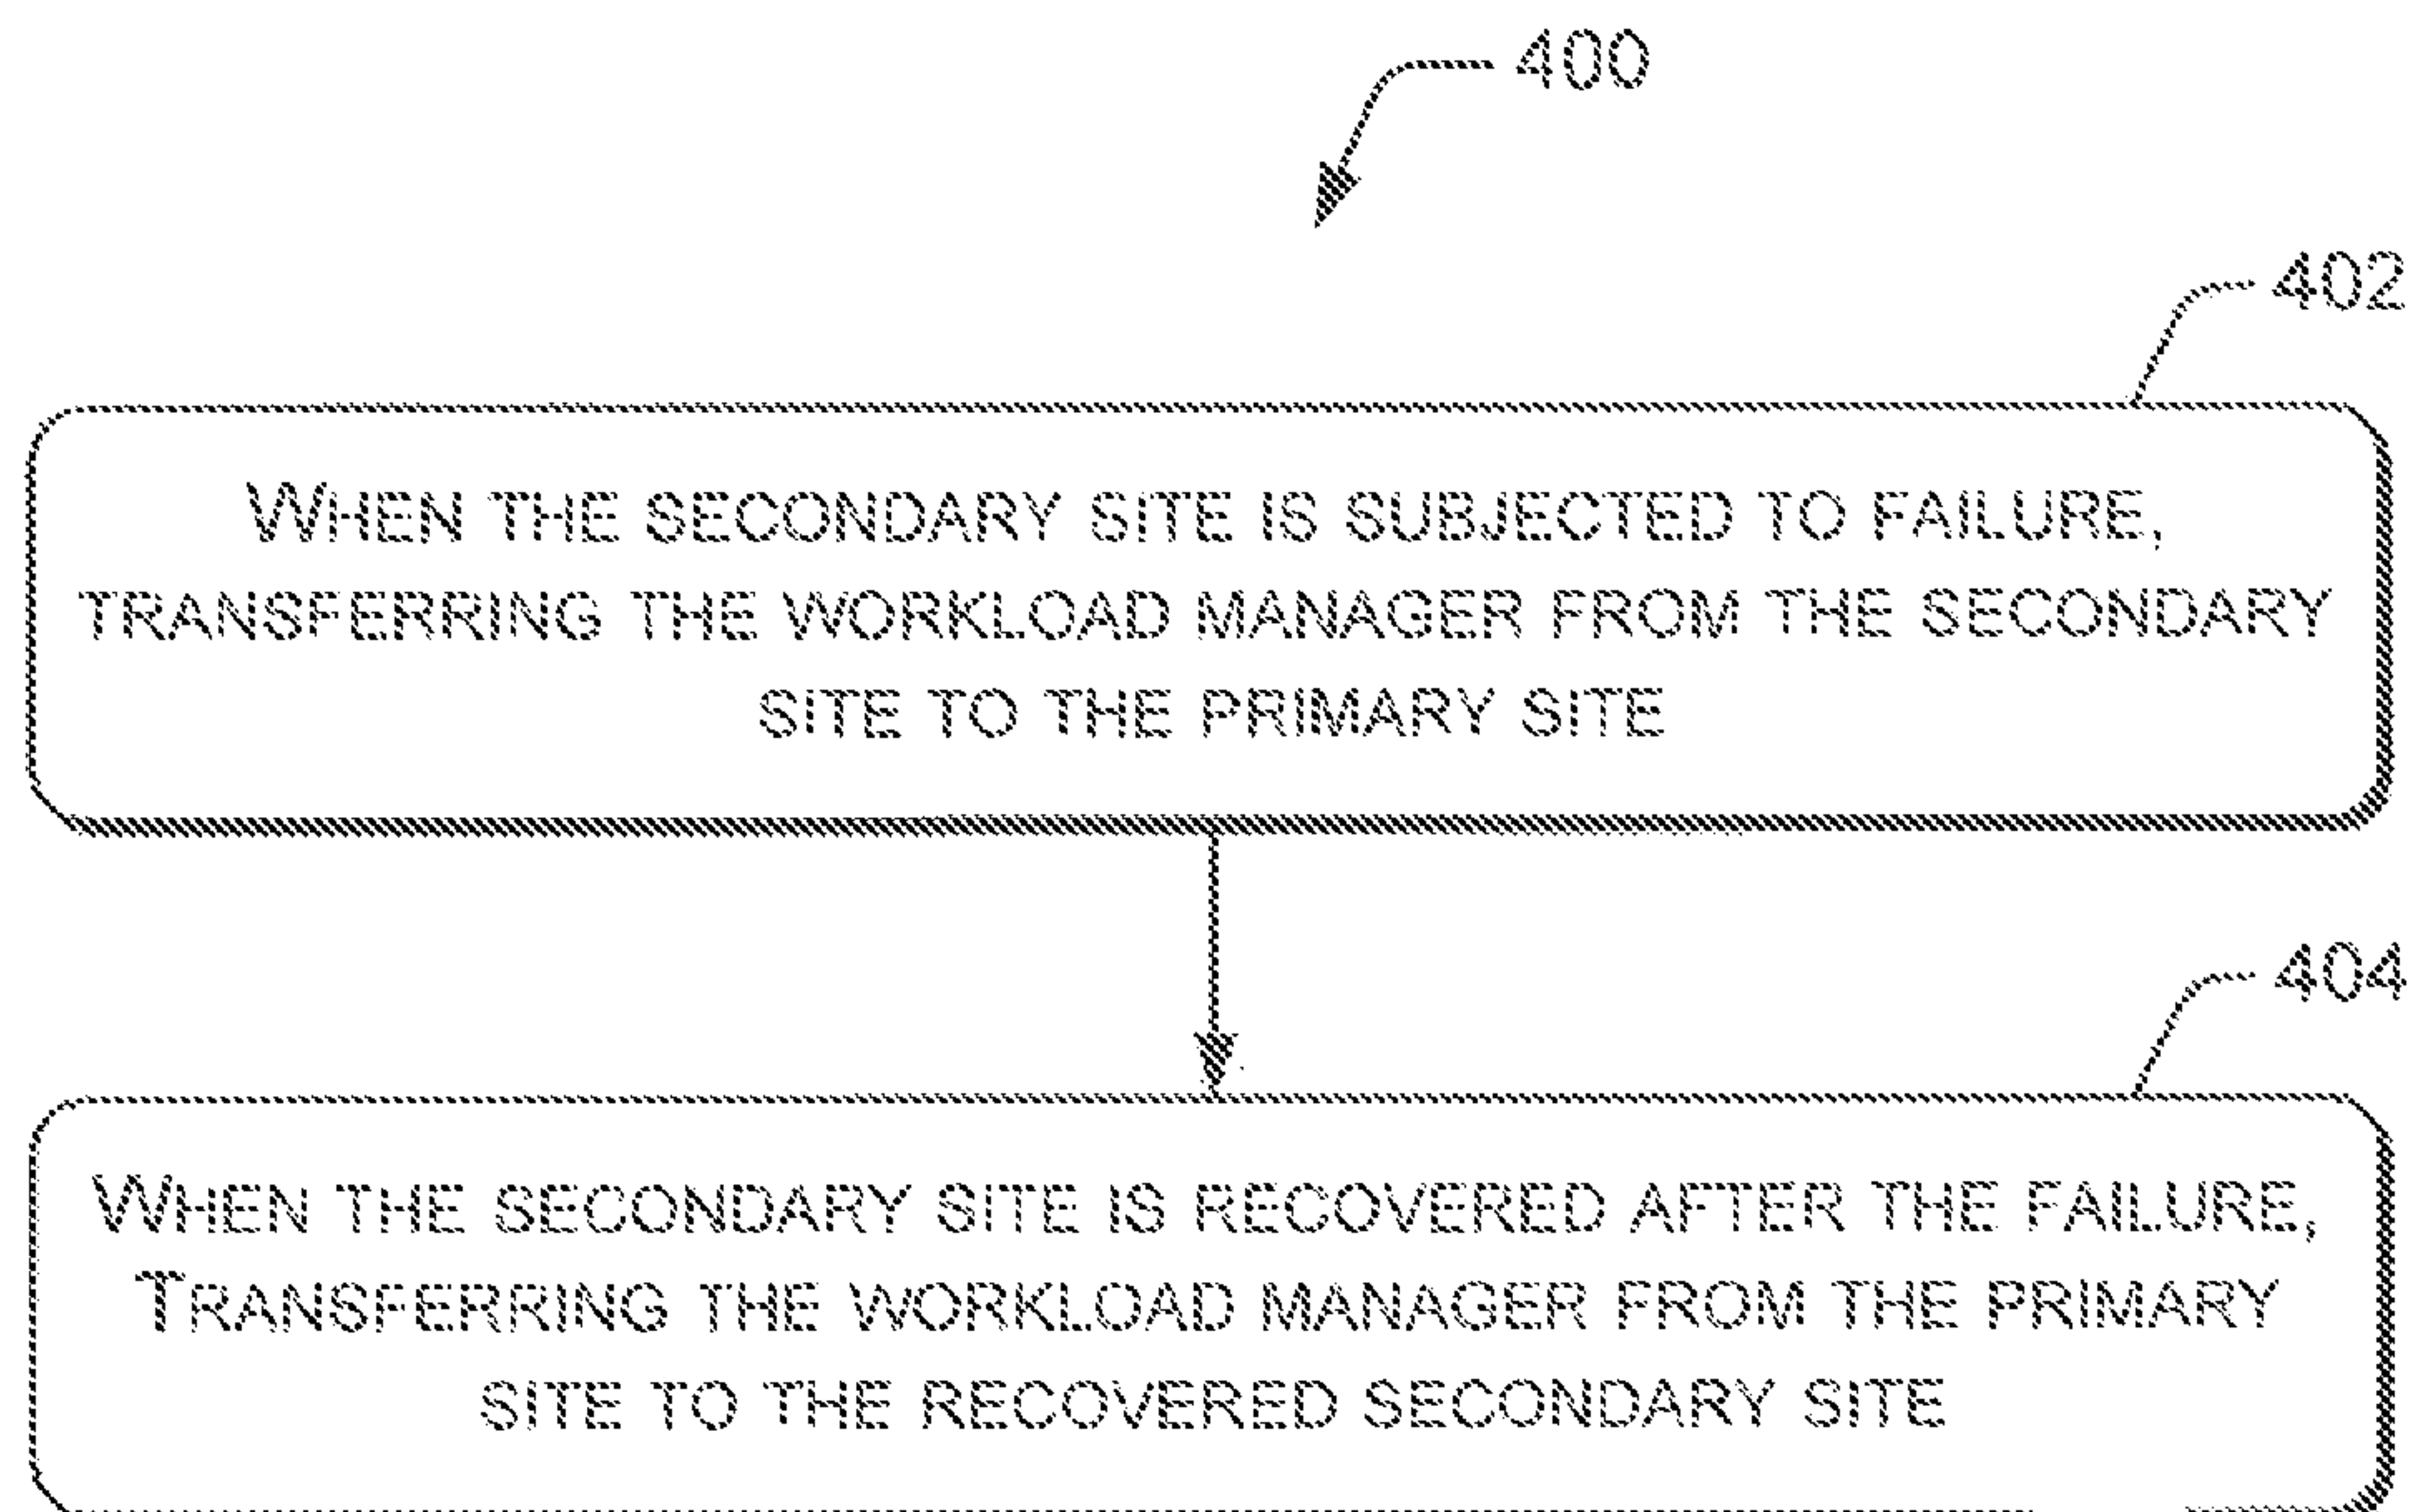 400
402
WHEN THE SECONDARY SITE IS SUBJECTED TO FAILURE,
TRANSFERRING THE WORKLOAD MANAGER FROM THE SECONDARY
SITE TO THE PRIMARY SITE
404
WHEN THE SECONDARY SITE IS RECOVERED AFTER THE FAILURE,
TRANSFERRING THE WORKLOAD MANAGER FROM THE PRIMARY
SITE TO THE RECOVERED SECONDARY SITE